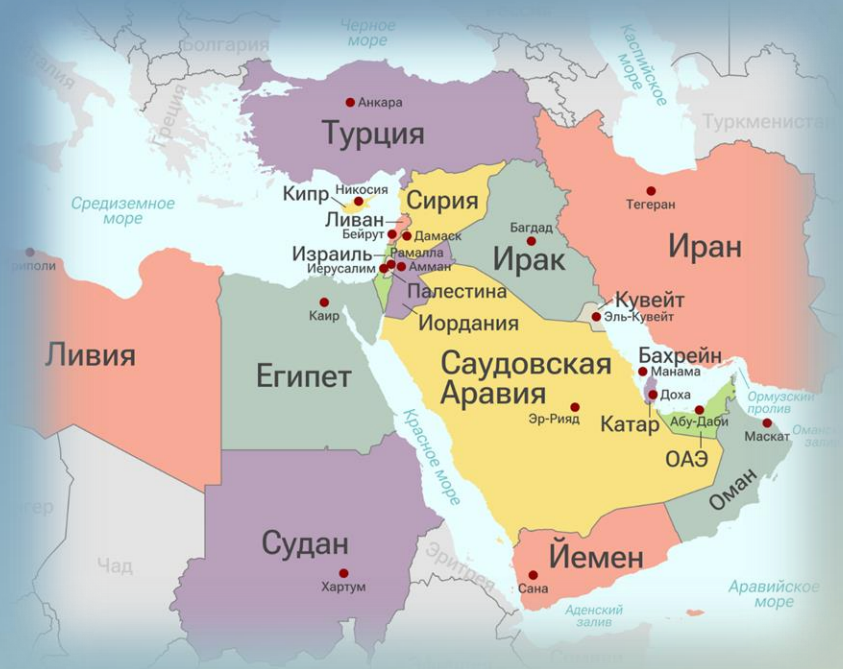 Черное
море
Болгария
Каспийское
море
Греция
Анкара
Турция
Туркменистан
Средиземное
море
Кипр
Никосия
Сирия
Тегеран
Ливан
Бейрут
Дамаск
Багдад
Израиль
Рамалла
Иерусалим
Амман
Ирак
Иран
Палестина
Каир
Иордания
Кувейт
Эль-Кувейт
Ливия
Египет
Саудовская
Аравия
Бахрейн
Манама
Доха
Эр-Рияд
Катар
Абу-Даби
Ормузский
пролив
Маскат
ОАЭ
Красное море
Оман
Судан
Хартум
Чад
Эритрея
Йемен
Сана
Аденский
залив
Аравийское
море